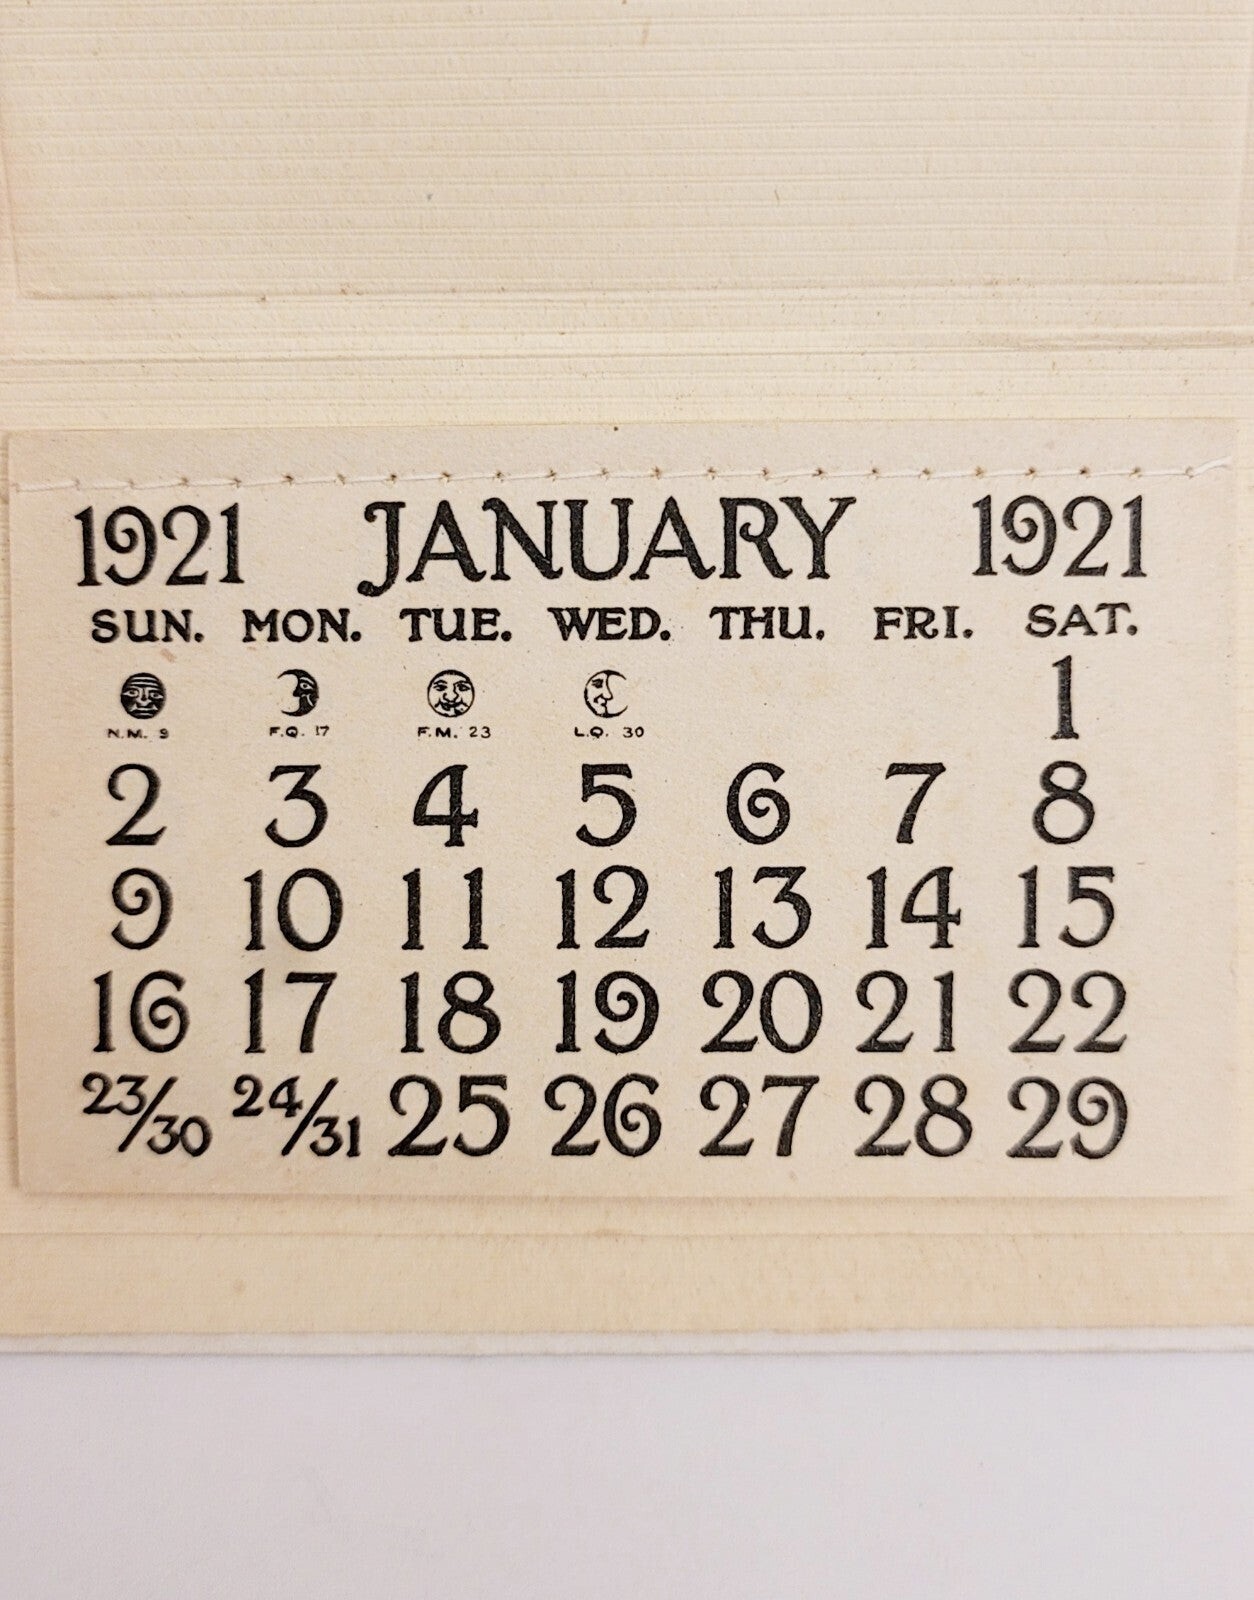 1921 JANUARY 1921
SUN. MON. TUE. WED. THU. FRI. SAT.
N.M. 9 F.Q. 17 F.M. 23 L.Q. 30 1
2 3 4 5 6 7 8
9 10 11 12 13 14 15
16 17 18 19 20 21 22
23/30 24/31 25 26 27 28 29